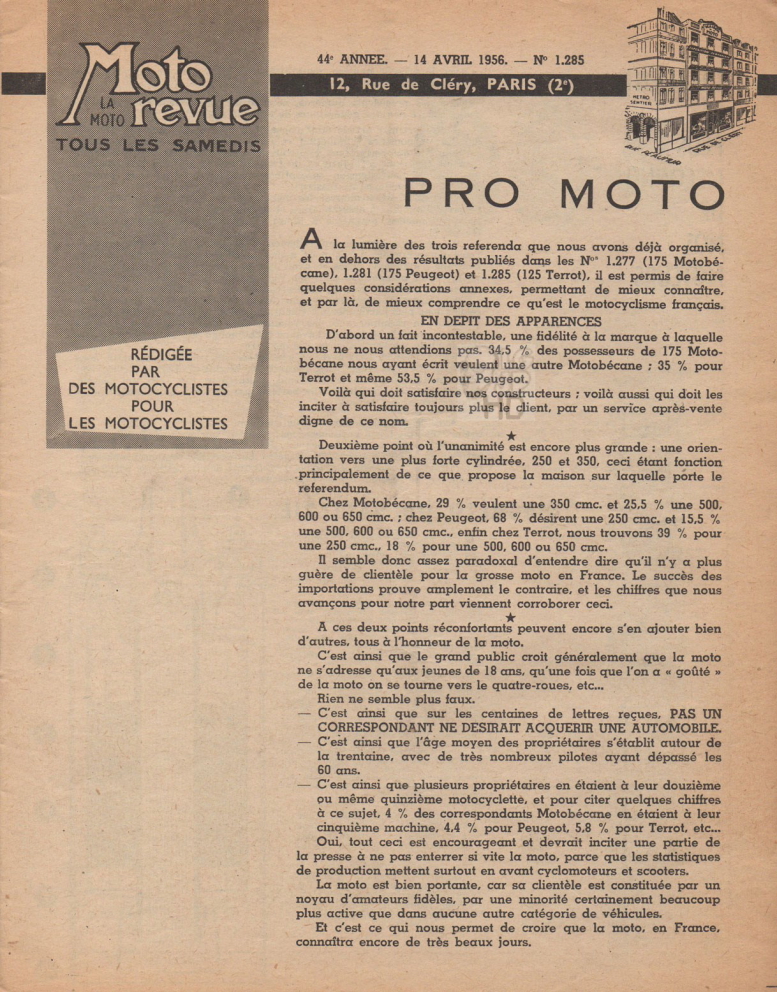 Moto
LA
MOTO
revue
TOUS LES SAMEDIS
44e ANNEE. — 14 AVRIL 1956. — No 1.285
12, Rue de Cléry, PARIS (2e)
METRO
SENTIER
RUE DE CLERY
RÉDIGÉE
PAR
DES MOTOCYCLISTES
POUR
LES MOTOCYCLISTES
PRO MOTO
A la lumière des trois referenda que nous avons déjà organisé,
et en dehors des résultats publiés dans les Nos 1.277 (175 Motobé-
cane), 1.281 (175 Peugeot) et 1.285 (125 Terrot), il est permis de faire
quelques considérations annexes, permettant de mieux connaître,
et par là, de mieux comprendre ce qu'est le motocyclisme français.
EN DEPIT DES APPARENCES
D'abord un fait incontestable, une fidélité à la marque à laquelle
nous ne nous attendions pas. 34,5 % des possesseurs de 175 Moto-
bécane nous ayant écrit veulent une autre Motobécane ; 35 % pour
Terrot et même 53,5 % pour Peugeot.
Voilà qui doit satisfaire nos constructeurs ; voilà aussi qui doit les
inciter à satisfaire toujours plus le client, par un service après-vente
digne de ce nom.
★
Deuxième point où l'unanimité est encore plus grande : une orien-
tation vers une plus forte cylindrée, 250 et 350, ceci étant fonction
principalement de ce que propose la maison sur laquelle porte le
referendum.
Chez Motobécane, 29 % veulent une 350 cmc. et 25,5 % une 500,
600 ou 650 cmc. ; chez Peugeot, 68 % désirent une 250 cmc. et 15,5 %
une 500, 600 ou 650 cmc., enfin chez Terrot, nous trouvons 39 % pour
une 250 cmc., 18 % pour une 500, 600 ou 650 cmc.
Il semble donc assez paradoxal d'entendre dire qu'il n'y a plus
guère de clientèle pour la grosse moto en France. Le succès des
importations prouve amplement le contraire, et les chiffres que nous
avançons pour notre part viennent corroborer ceci.
★
A ces deux points réconfortants peuvent encore s'en ajouter bien
d'autres, tous à l'honneur de la moto.
C'est ainsi que le grand public croit généralement que la moto
ne s'adresse qu'aux jeunes de 18 ans, qu'une fois que l'on a « goûté »
de la moto on se tourne vers le quatre-roues, etc...
Rien ne semble plus faux.
— C'est ainsi que sur les centaines de lettres reçues, PAS UN
CORRESPONDANT NE DESIRAIT ACQUERIR UNE AUTOMOBILE.
— C'est ainsi que l'âge moyen des propriétaires s'établit autour de
la trentaine, avec de très nombreux pilotes ayant dépassé les
60 ans.
— C'est ainsi que plusieurs propriétaires en étaient à leur douzième
ou même quinzième motocyclette, et pour citer quelques chiffres
à ce sujet, 4 % des correspondants Motobécane en étaient à leur
cinquième machine, 4,4 % pour Peugeot, 5,8 % pour Terrot, etc...
Oui, tout ceci est encourageant et devrait inciter une partie de
la presse à ne pas enterrer si vite la moto, parce que les statistiques
de production mettent surtout en avant cyclomoteurs et scooters.
La moto est bien portante, car sa clientèle est constituée par un
noyau d'amateurs fidèles, par une minorité certainement beaucoup
plus active que dans aucune autre catégorie de véhicules.
Et c'est ce qui nous permet de croire que la moto, en France,
connaîtra encore de très beaux jours.